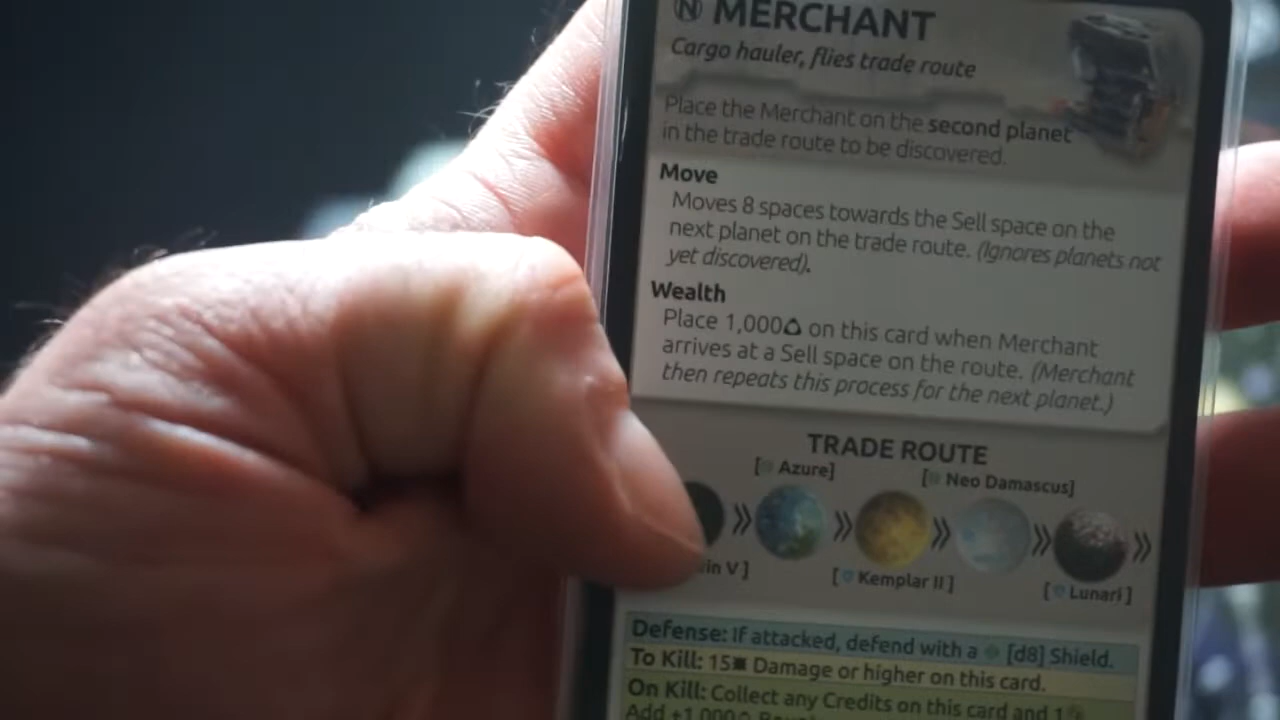 N MERCHANT
Cargo hauler, flies trade route
Place the Merchant on the second planet
in the trade route to be discovered.
Move
Moves 8 spaces towards the Sell space on the
next planet on the trade route. (Ignores planets not
yet discovered).
Wealth
Place 1,000 on this card when Merchant
arrives at a Sell space on the route. (Merchant
then repeats this process for the next planet.)
TRADE ROUTE
[ Azure] [ Neo Damascus]
V ] [ Kemplar II ] [ Lunari ]
Defense: If attacked, defend with a [d8] Shield.
To Kill: 15 Damage or higher on this card.
On Kill: Collect any Credits on this card and 1
Add +1,000